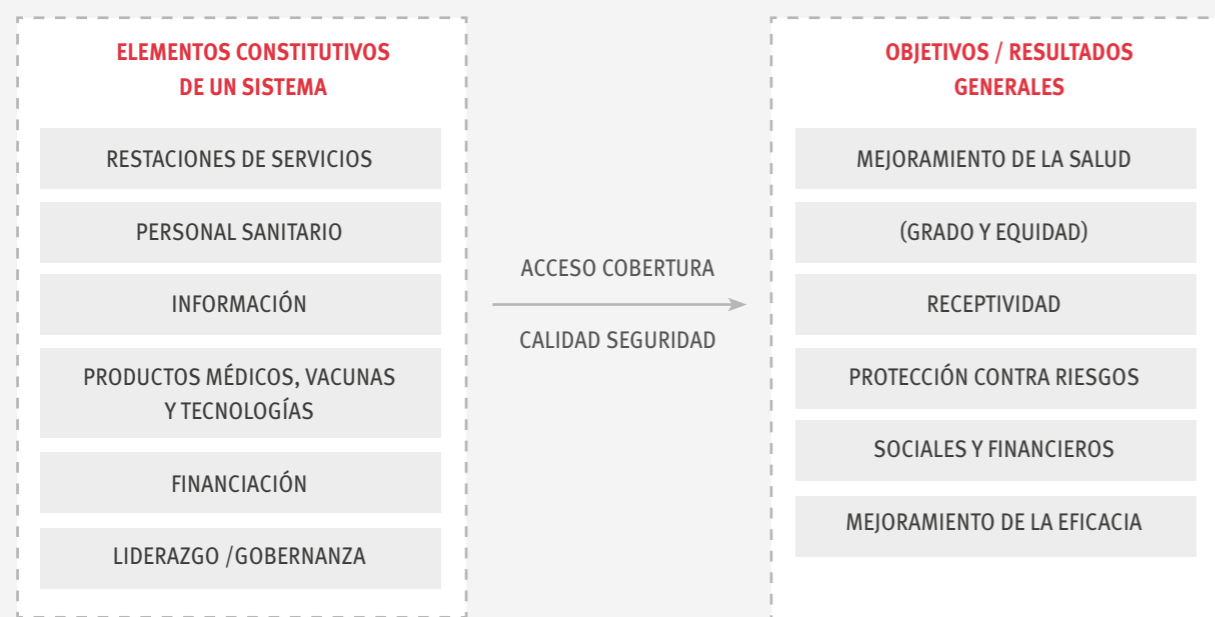 ELEMENTOS CONSTITUTIVOS
DE UN SISTEMA
RESTACIONES DE SERVICIOS
PERSONAL SANITARIO
INFORMACIÓN
PRODUCTOS MÉDICOS, VACUNAS
Y TECNOLOGÍAS
FINANCIACIÓN
LIDERAZGO /GOBERNANZA
ACCESO COBERTURA
CALIDAD SEGURIDAD
OBJETIVOS / RESULTADOS
GENERALES
MEJORAMIENTO DE LA SALUD
(GRADO Y EQUIDAD)
RECEPTIVIDAD
PROTECCIÓN CONTRA RIESGOS
SOCIALES Y FINANCIEROS
MEJORAMIENTO DE LA EFICACIA